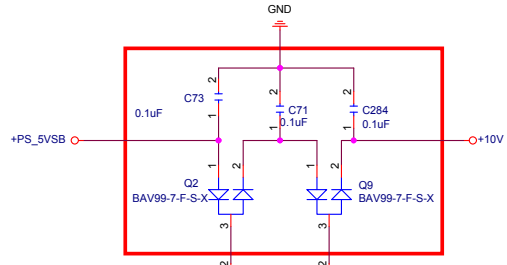 GND
2
2
2
C73
C71
C284
0.1uF
0.1uF
0.1uF
1
1
1
+PS_5VSB
+10V
1
2
1
2
Q2
Q9
BAV99-7-F-S-X
BAV99-7-F-S-X
3
3
2
2